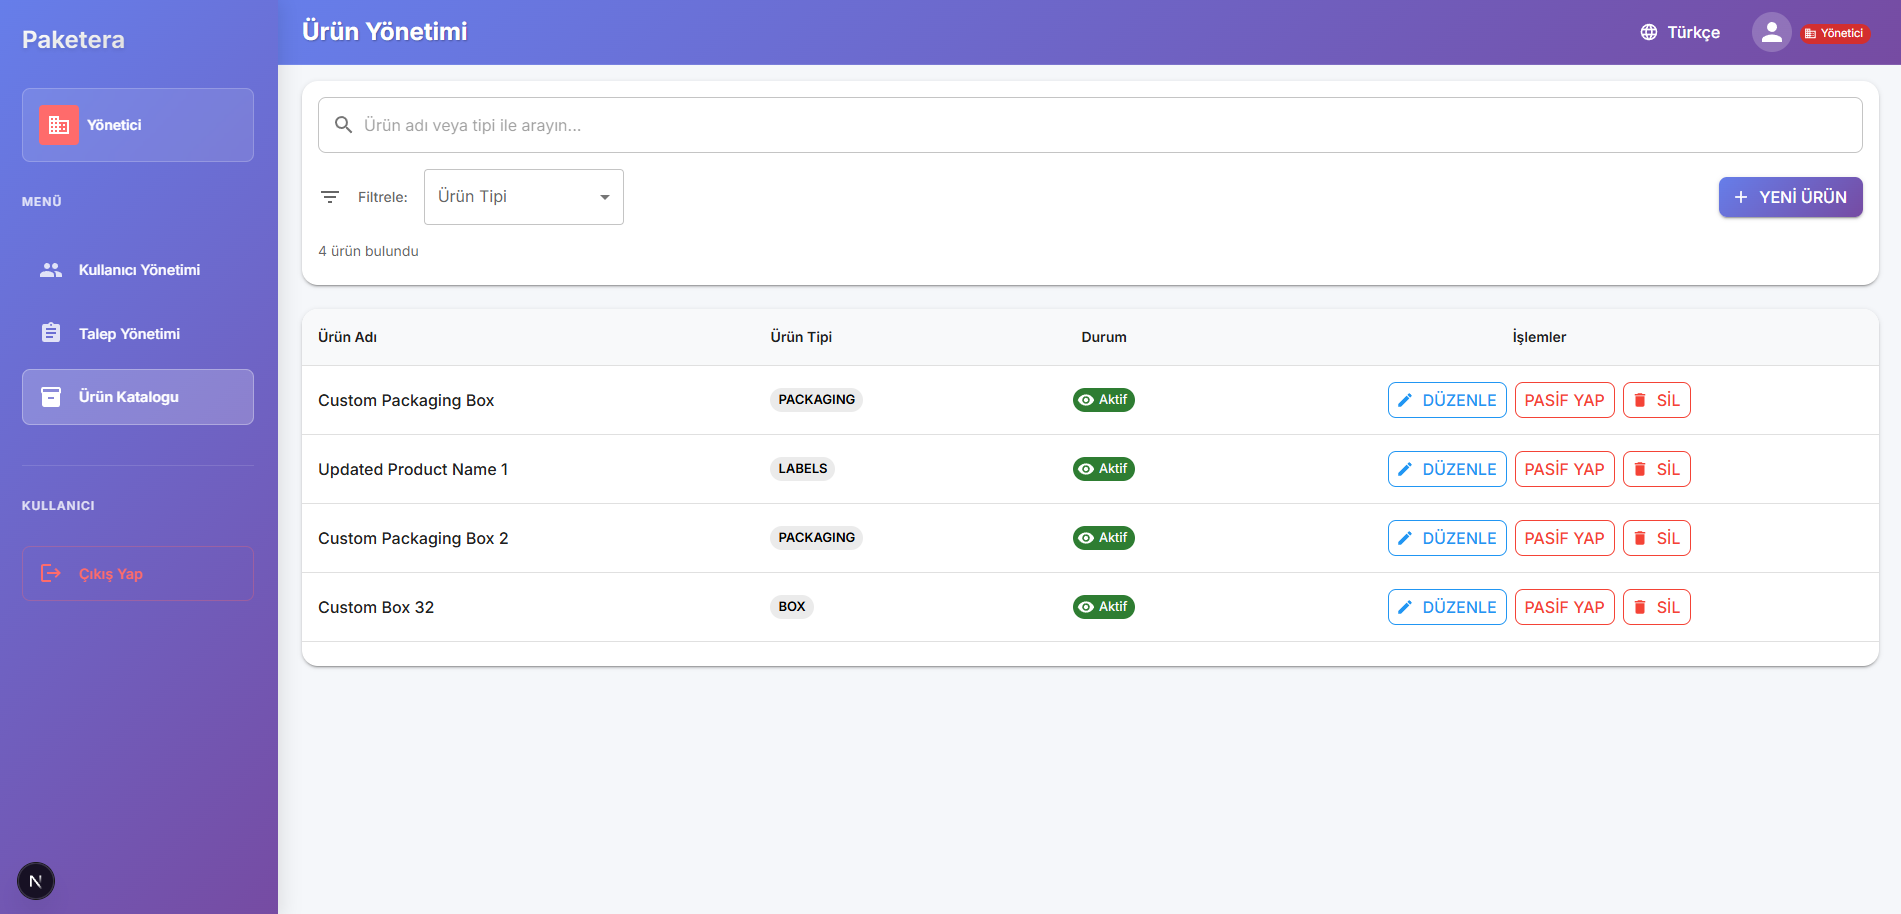 Paketera
Yönetici
MENÜ
Kullanıcı Yönetimi
Talep Yönetimi
Ürün Katalogu
KULLANICI
Çıkış Yap
N
Ürün Yönetimi
Türkçe
Yönetici
Ürün adı veya tipi ile arayın...
Filtrele:
Ürün Tipi
+ YENİ ÜRÜN
4 ürün bulundu
Ürün Adı Ürün Tipi Durum İşlemler
Custom Packaging Box PACKAGING Aktif DÜZENLE PASİF YAP SİL
Updated Product Name 1 LABELS Aktif DÜZENLE PASİF YAP SİL
Custom Packaging Box 2 PACKAGING Aktif DÜZENLE PASİF YAP SİL
Custom Box 32 BOX Aktif DÜZENLE PASİF YAP SİL